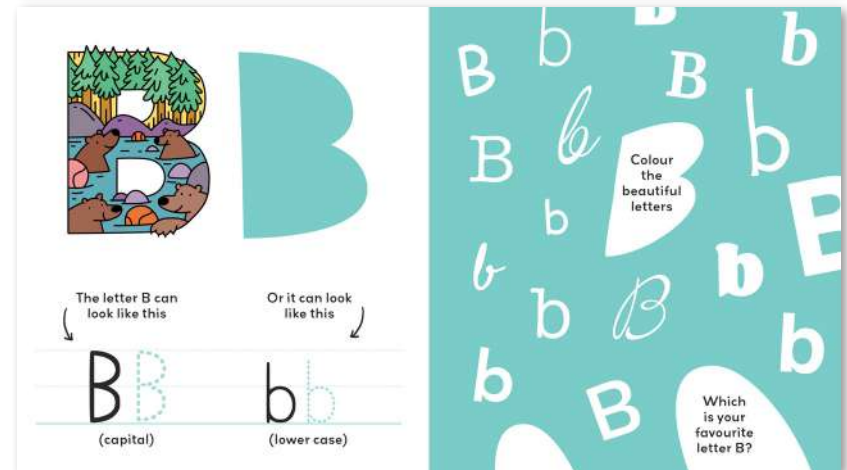 B
B
The letter B can
look like this
Or it can look
like this
B B
b b
(capital)
(lower case)
b
b
B
B
b
b
B
Colour
the
beautiful
letters
B
b
b
b
b
B
b
b
B
Which
is your
favourite
letter B?